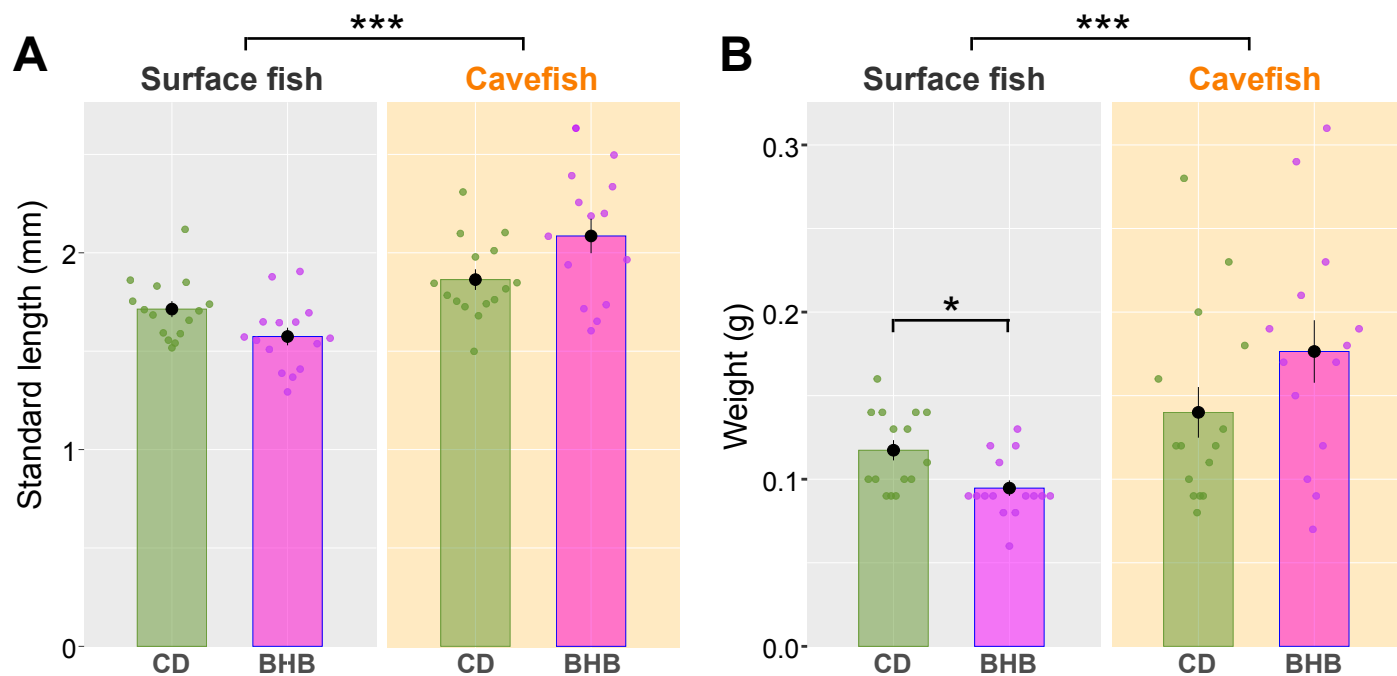 A
***
Surface fish
Cavefish
Standard length (mm)
2
1
0
CD
BHB
CD
BHB
B
***
Surface fish
Cavefish
Weight (g)
0.3
0.2
0.1
0.0
*
CD
BHB
CD
BHB